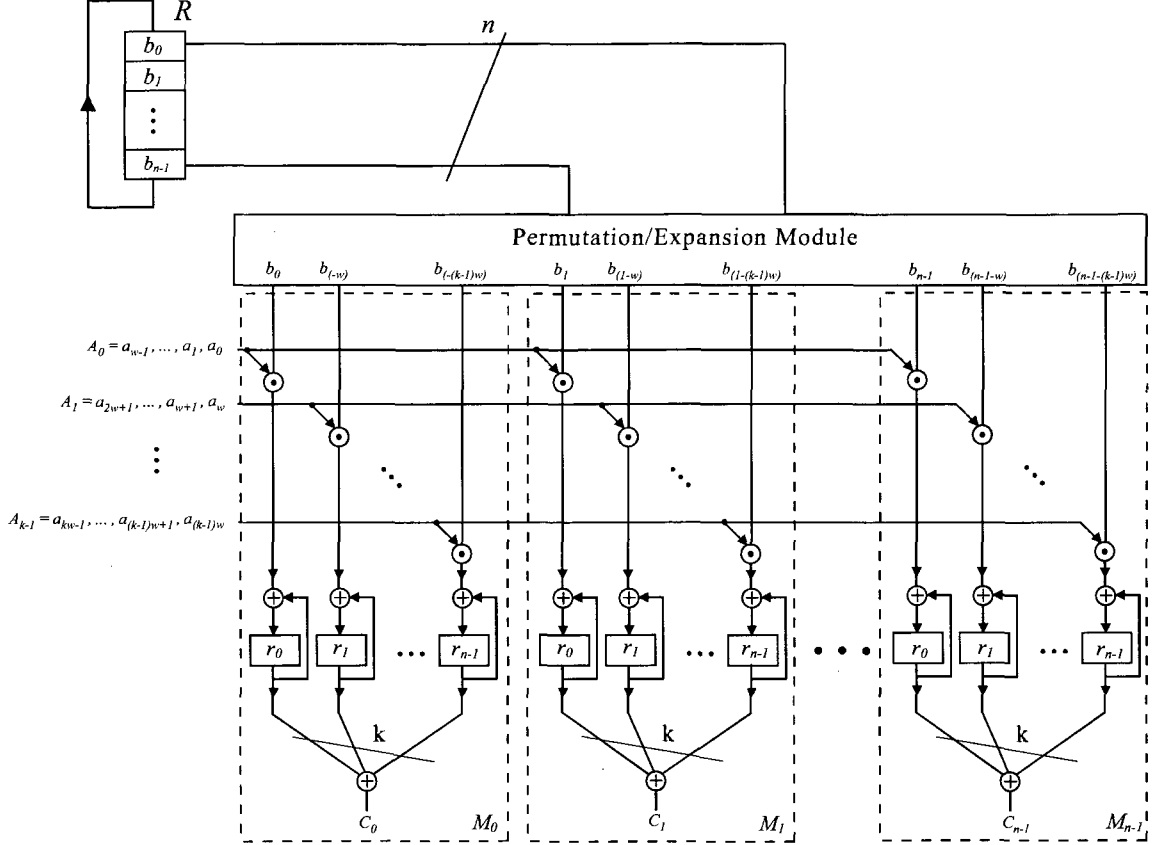 R
n
b0
b1
bn-1
Permutation/Expansion Module
b0 b(-w) b(-(k-1)w) b1 b(1-w) b(1-(k-1)w) bn-1 b(n-1-w) b(n-1-(k-1)w)
A0 = aw-1 , ... , a1 , a0
A1 = a2w+1 , ... , aw+1 , aw
Ak-1 = akw-1 , ... , a(k-1)w+1 , a(k-1)w
r0 r1 ... rn-1 r0 r1 ... rn-1 r0 r1 ... rn-1
k k k
C0 M0 C1 M1 Cn-1 Mn-1